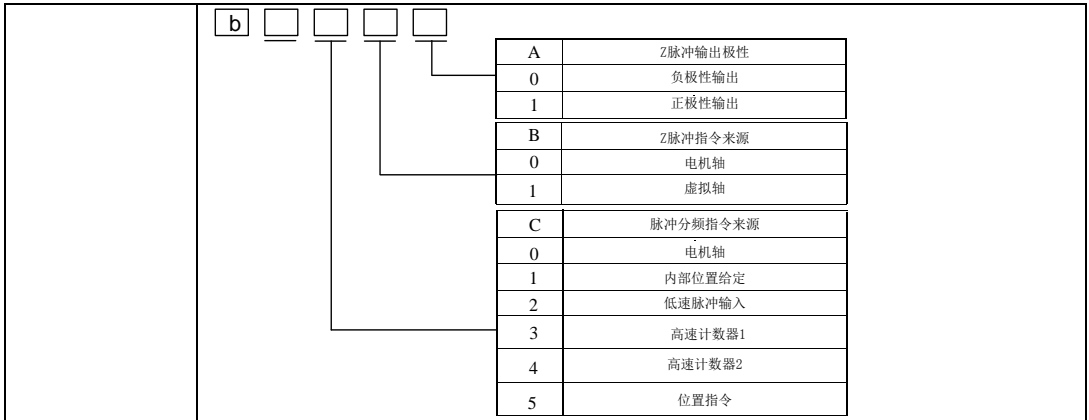 b
A Z脉冲输出极性
0 负极性输出
1 正极性输出
B Z脉冲指令来源
0 电机轴
1 虚拟轴
C 脉冲分频指令来源
0 电机轴
1 内部位置给定
2 低速脉冲输入
3 高速计数器1
4 高速计数器2
5 位置指令